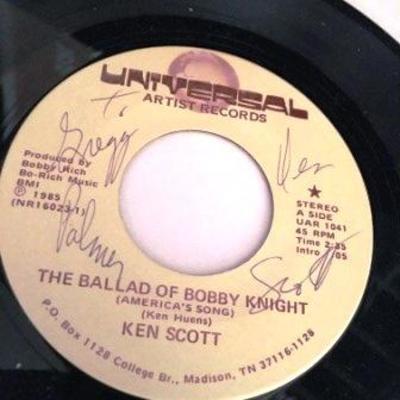 UNIVERSAL
ARTIST RECORDS
To
Gregg
Palmer
Ken
Scott
Produced by
Bobby Rich
Bo-Rich Music
BMI
℗ 1985
(NR16023-1)
★
STEREO
A SIDE
UAR 1041
45 RPM
Time 2:35
Intro :05
THE BALLAD OF BOBBY KNIGHT
(AMERICA'S SONG)
(Ken Huens)
KEN SCOTT
P.O. Box 1128 College Br., Madison, TN 37116-1128